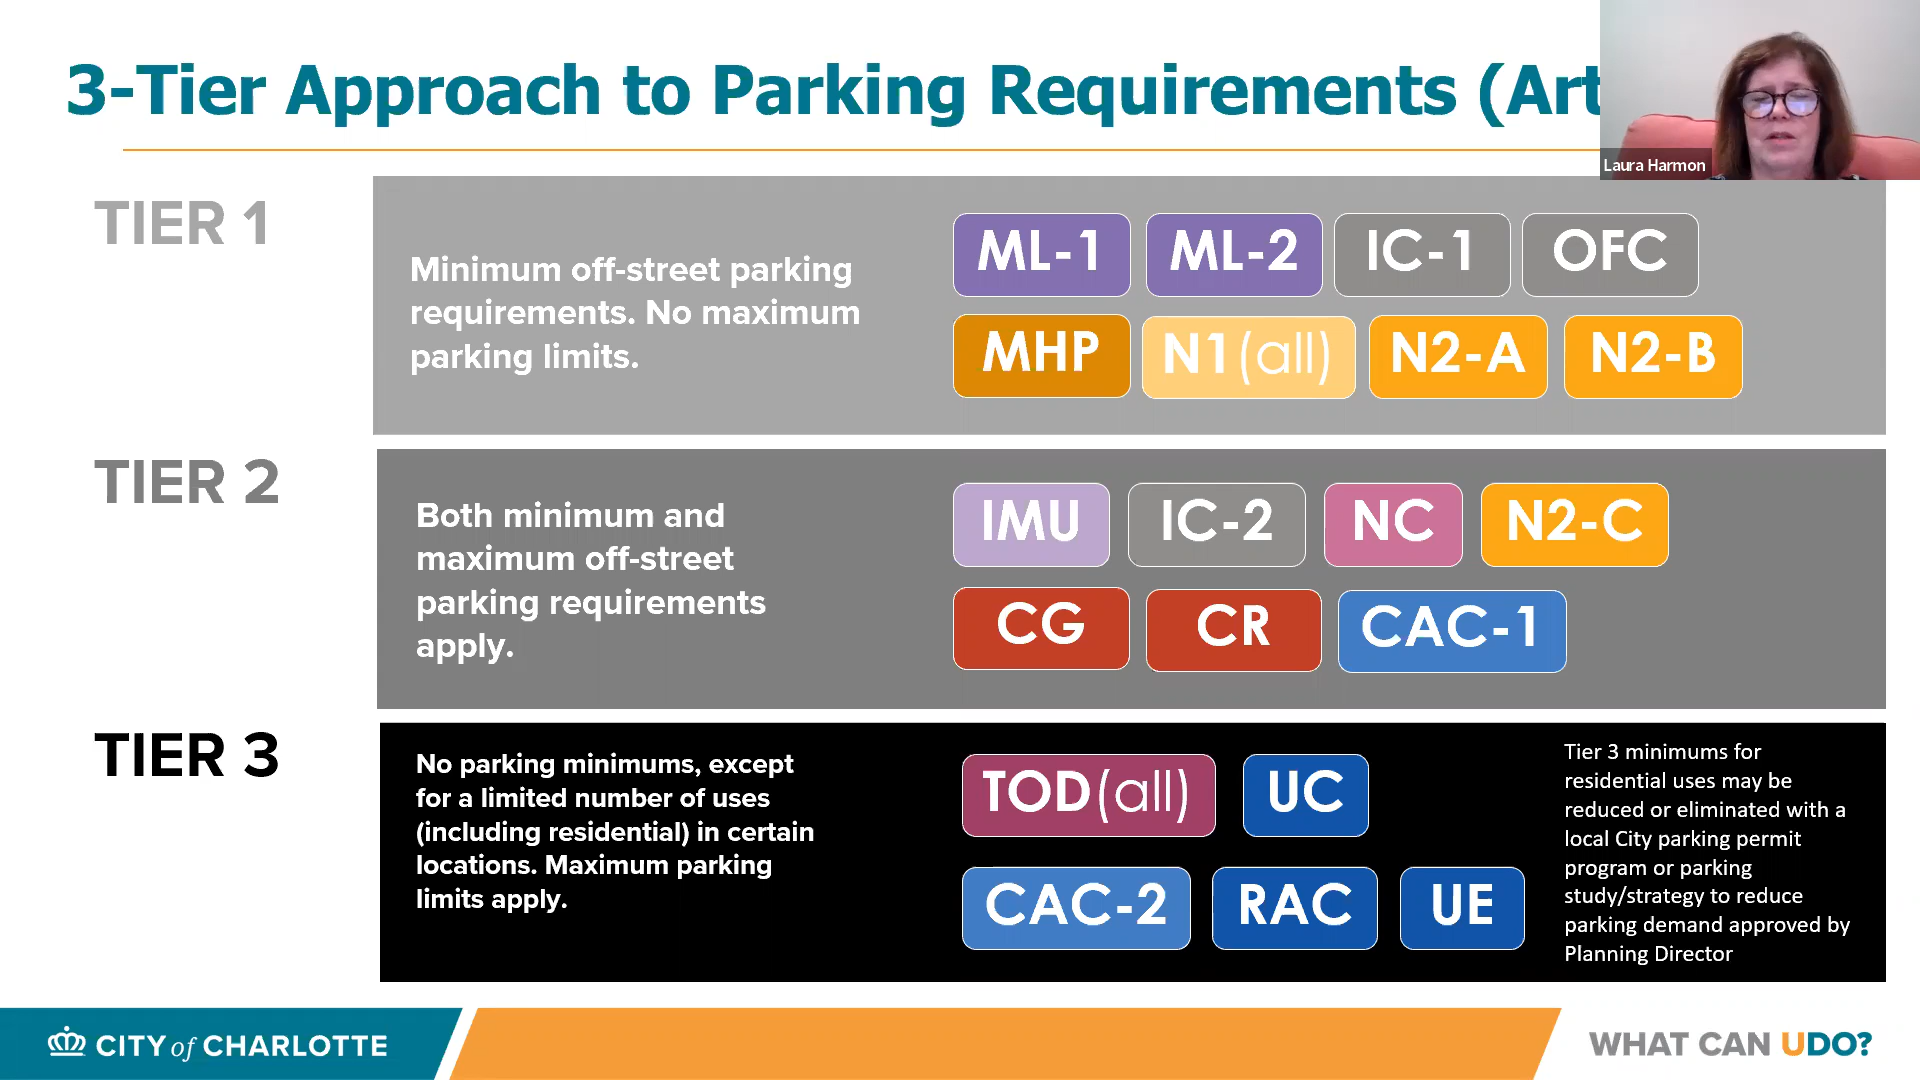 3-Tier Approach to Parking Requirements (Art
Laura Harmon
TIER 1
Minimum off-street parking
requirements. No maximum
parking limits.
ML-1 ML-2 IC-1 OFC
MHP N1(all) N2-A N2-B
TIER 2
Both minimum and
maximum off-street
parking requirements
apply.
IMU IC-2 NC N2-C
CG CR CAC-1
TIER 3
No parking minimums, except
for a limited number of uses
(including residential) in certain
locations. Maximum parking
limits apply.
TOD(all) UC
CAC-2 RAC UE
Tier 3 minimums for
residential uses may be
reduced or eliminated with a
local City parking permit
program or parking
study/strategy to reduce
parking demand approved by
Planning Director
CITY of CHARLOTTE
WHAT CAN UDO?